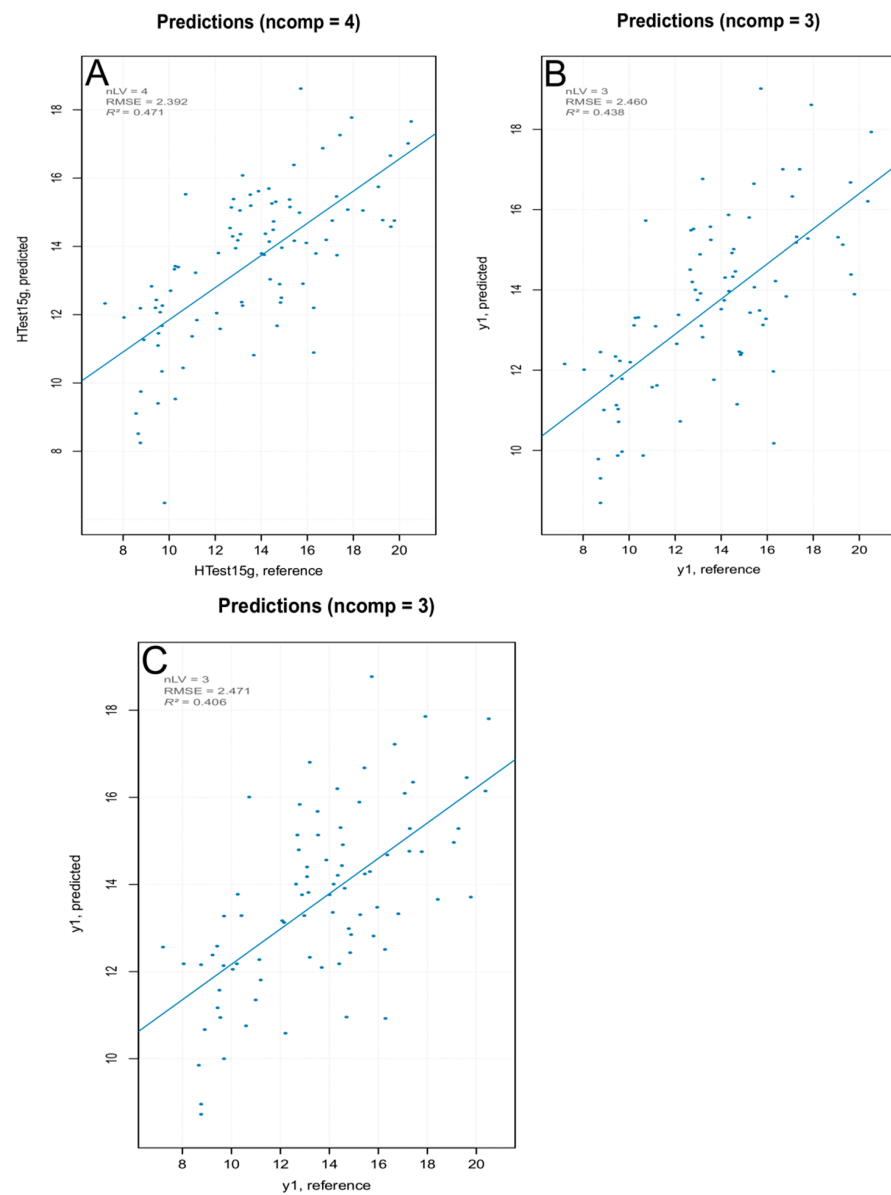 Predictions (ncomp = 4)
A
nLV = 4
RMSE = 2.392
R² = 0.471
18
16
14
12
10
8
HTest15g, predicted
8 10 12 14 16 18 20
HTest15g, reference
Predictions (ncomp = 3)
B
nLV = 3
RMSE = 2.460
R² = 0.438
18
16
14
12
10
y1, predicted
8 10 12 14 16 18 20
y1, reference
Predictions (ncomp = 3)
C
nLV = 3
RMSE = 2.471
R² = 0.406
18
16
14
12
10
y1, predicted
8 10 12 14 16 18 20
y1, reference